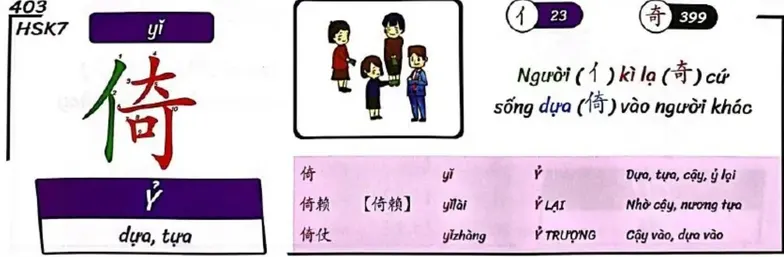 403
HSK7
yǐ
倚
Ỷ
dựa, tựa
亻 23
奇 399
Người (亻) kì lạ (奇) cứ
sống dựa (倚) vào người khác
倚 yǐ Ỷ Dựa, tựa, cậy, ỷ lại
倚赖 【倚賴】 yǐlài Ỷ LẠI Nhờ cậy, nương tựa
倚仗 yǐzhàng Ỷ TRƯỢNG Cậy vào, dựa vào